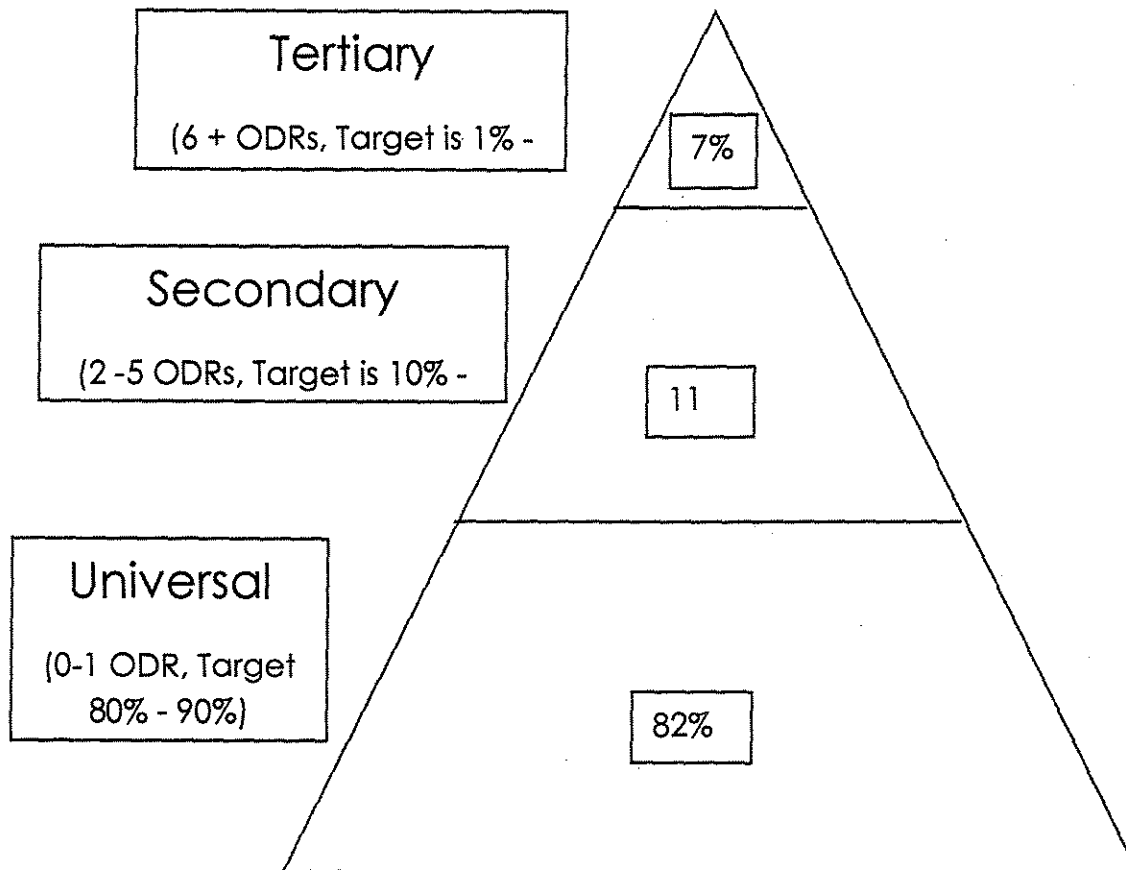 Tertiary
(6 + ODRs, Target is 1% -
7%
Secondary
(2 -5 ODRs, Target is 10% -
11
Universal
(0-1 ODR, Target
80% - 90%)
82%